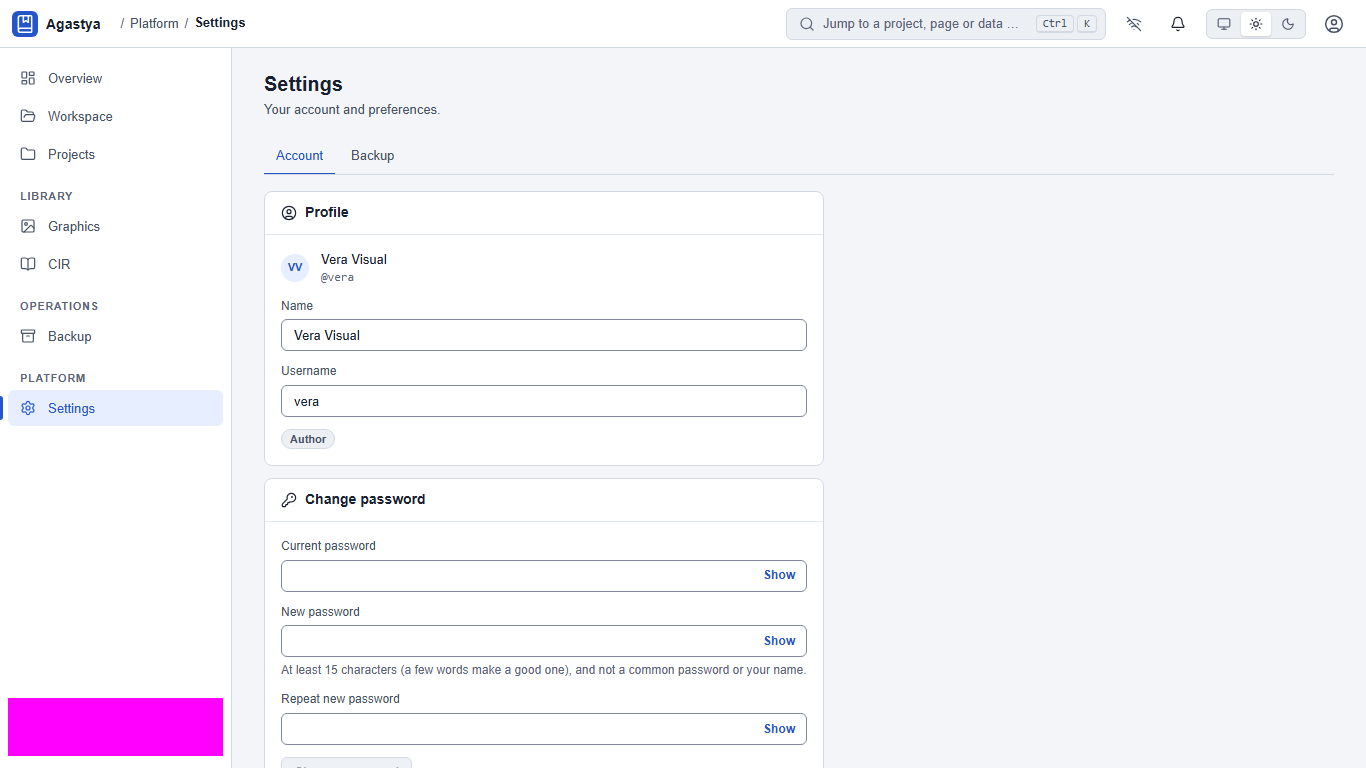 Agastya / Platform / Settings
Jump to a project, page or data ... Ctrl K
Overview
Workspace
Projects
LIBRARY
Graphics
CIR
OPERATIONS
Backup
PLATFORM
Settings
Settings
Your account and preferences.
Account Backup
Profile
VV
Vera Visual
@vera
Name
Vera Visual
Username
vera
Author
Change password
Current password
Show
New password
Show
At least 15 characters (a few words make a good one), and not a common password or your name.
Repeat new password
Show